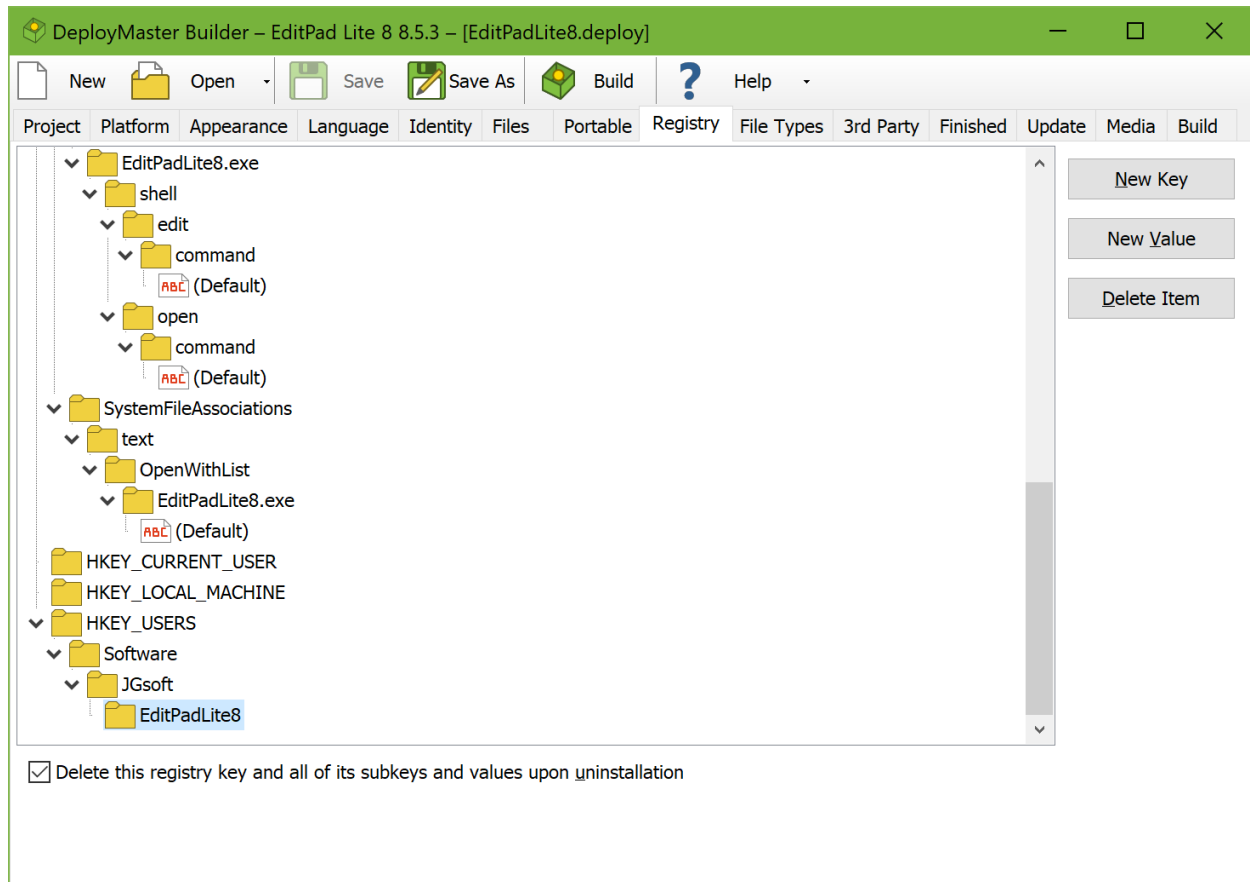 DeployMaster Builder – EditPad Lite 8 8.5.3 – [EditPadLite8.deploy]
New Open Save Save As Build ? Help
Project Platform Appearance Language Identity Files Portable Registry File Types 3rd Party Finished Update Media Build
EditPadLite8.exe
shell
edit
command
ABC (Default)
open
command
ABC (Default)
SystemFileAssociations
text
OpenWithList
EditPadLite8.exe
ABC (Default)
HKEY_CURRENT_USER
HKEY_LOCAL_MACHINE
HKEY_USERS
Software
JGsoft
EditPadLite8
New Key
New Value
Delete Item
Delete this registry key and all of its subkeys and values upon uninstallation